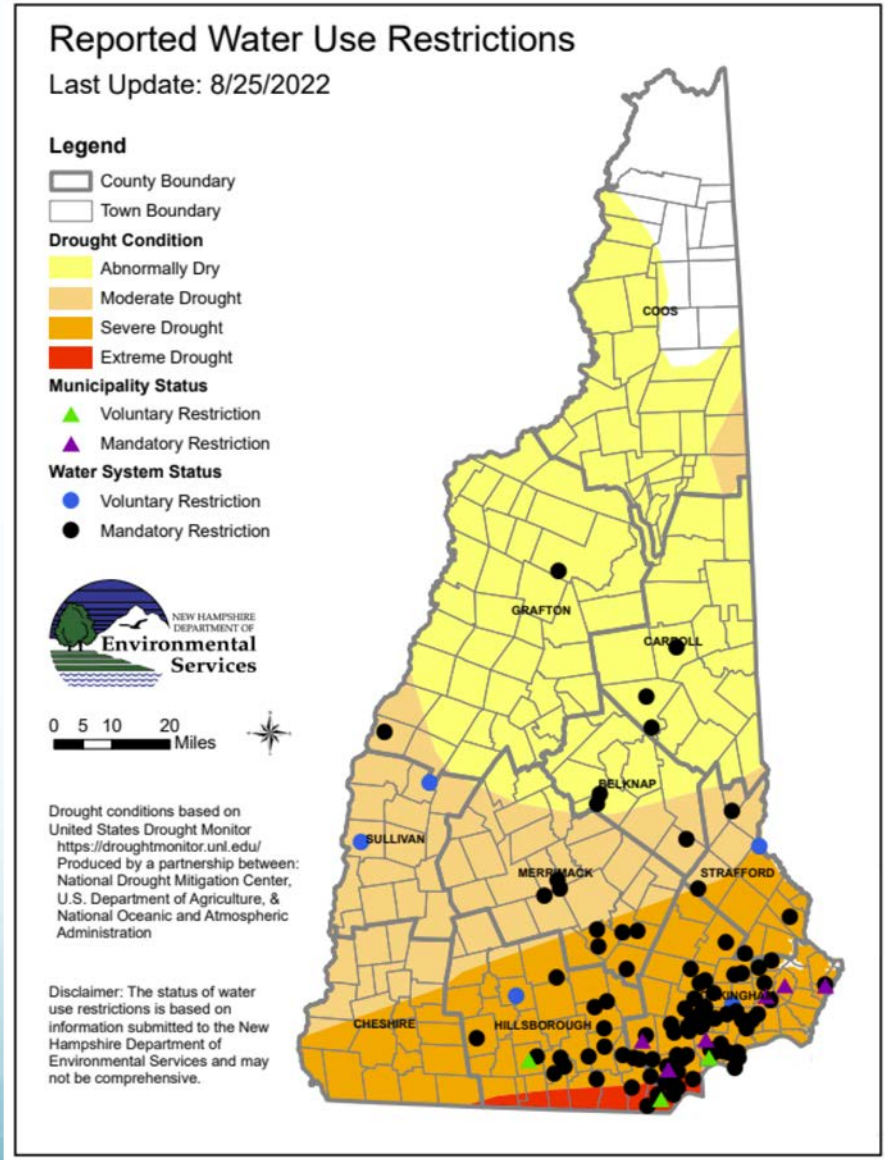 Reported Water Use Restrictions
Last Update: 8/25/2022
Legend
County Boundary
Town Boundary
Drought Condition
Abnormally Dry
Moderate Drought
Severe Drought
Extreme Drought
Municipality Status
Voluntary Restriction
Mandatory Restriction
Water System Status
Voluntary Restriction
Mandatory Restriction
NEW HAMPSHIRE
DEPARTMENT OF
Environmental
Services
0 5 10 20
Miles
Drought conditions based on
United States Drought Monitor
https://droughtmonitor.unl.edu/
Produced by a partnership between:
National Drought Mitigation Center,
U.S. Department of Agriculture, &
National Oceanic and Atmospheric
Administration
Disclaimer: The status of water
use restrictions is based on
information submitted to the New
Hampshire Department of
Environmental Services and may
not be comprehensive.
COOS
GRAFTON
CARROLL
BELKNAP
SULLIVAN
MERRIMACK
STRAFFORD
CHESHIRE
HILLSBOROUGH